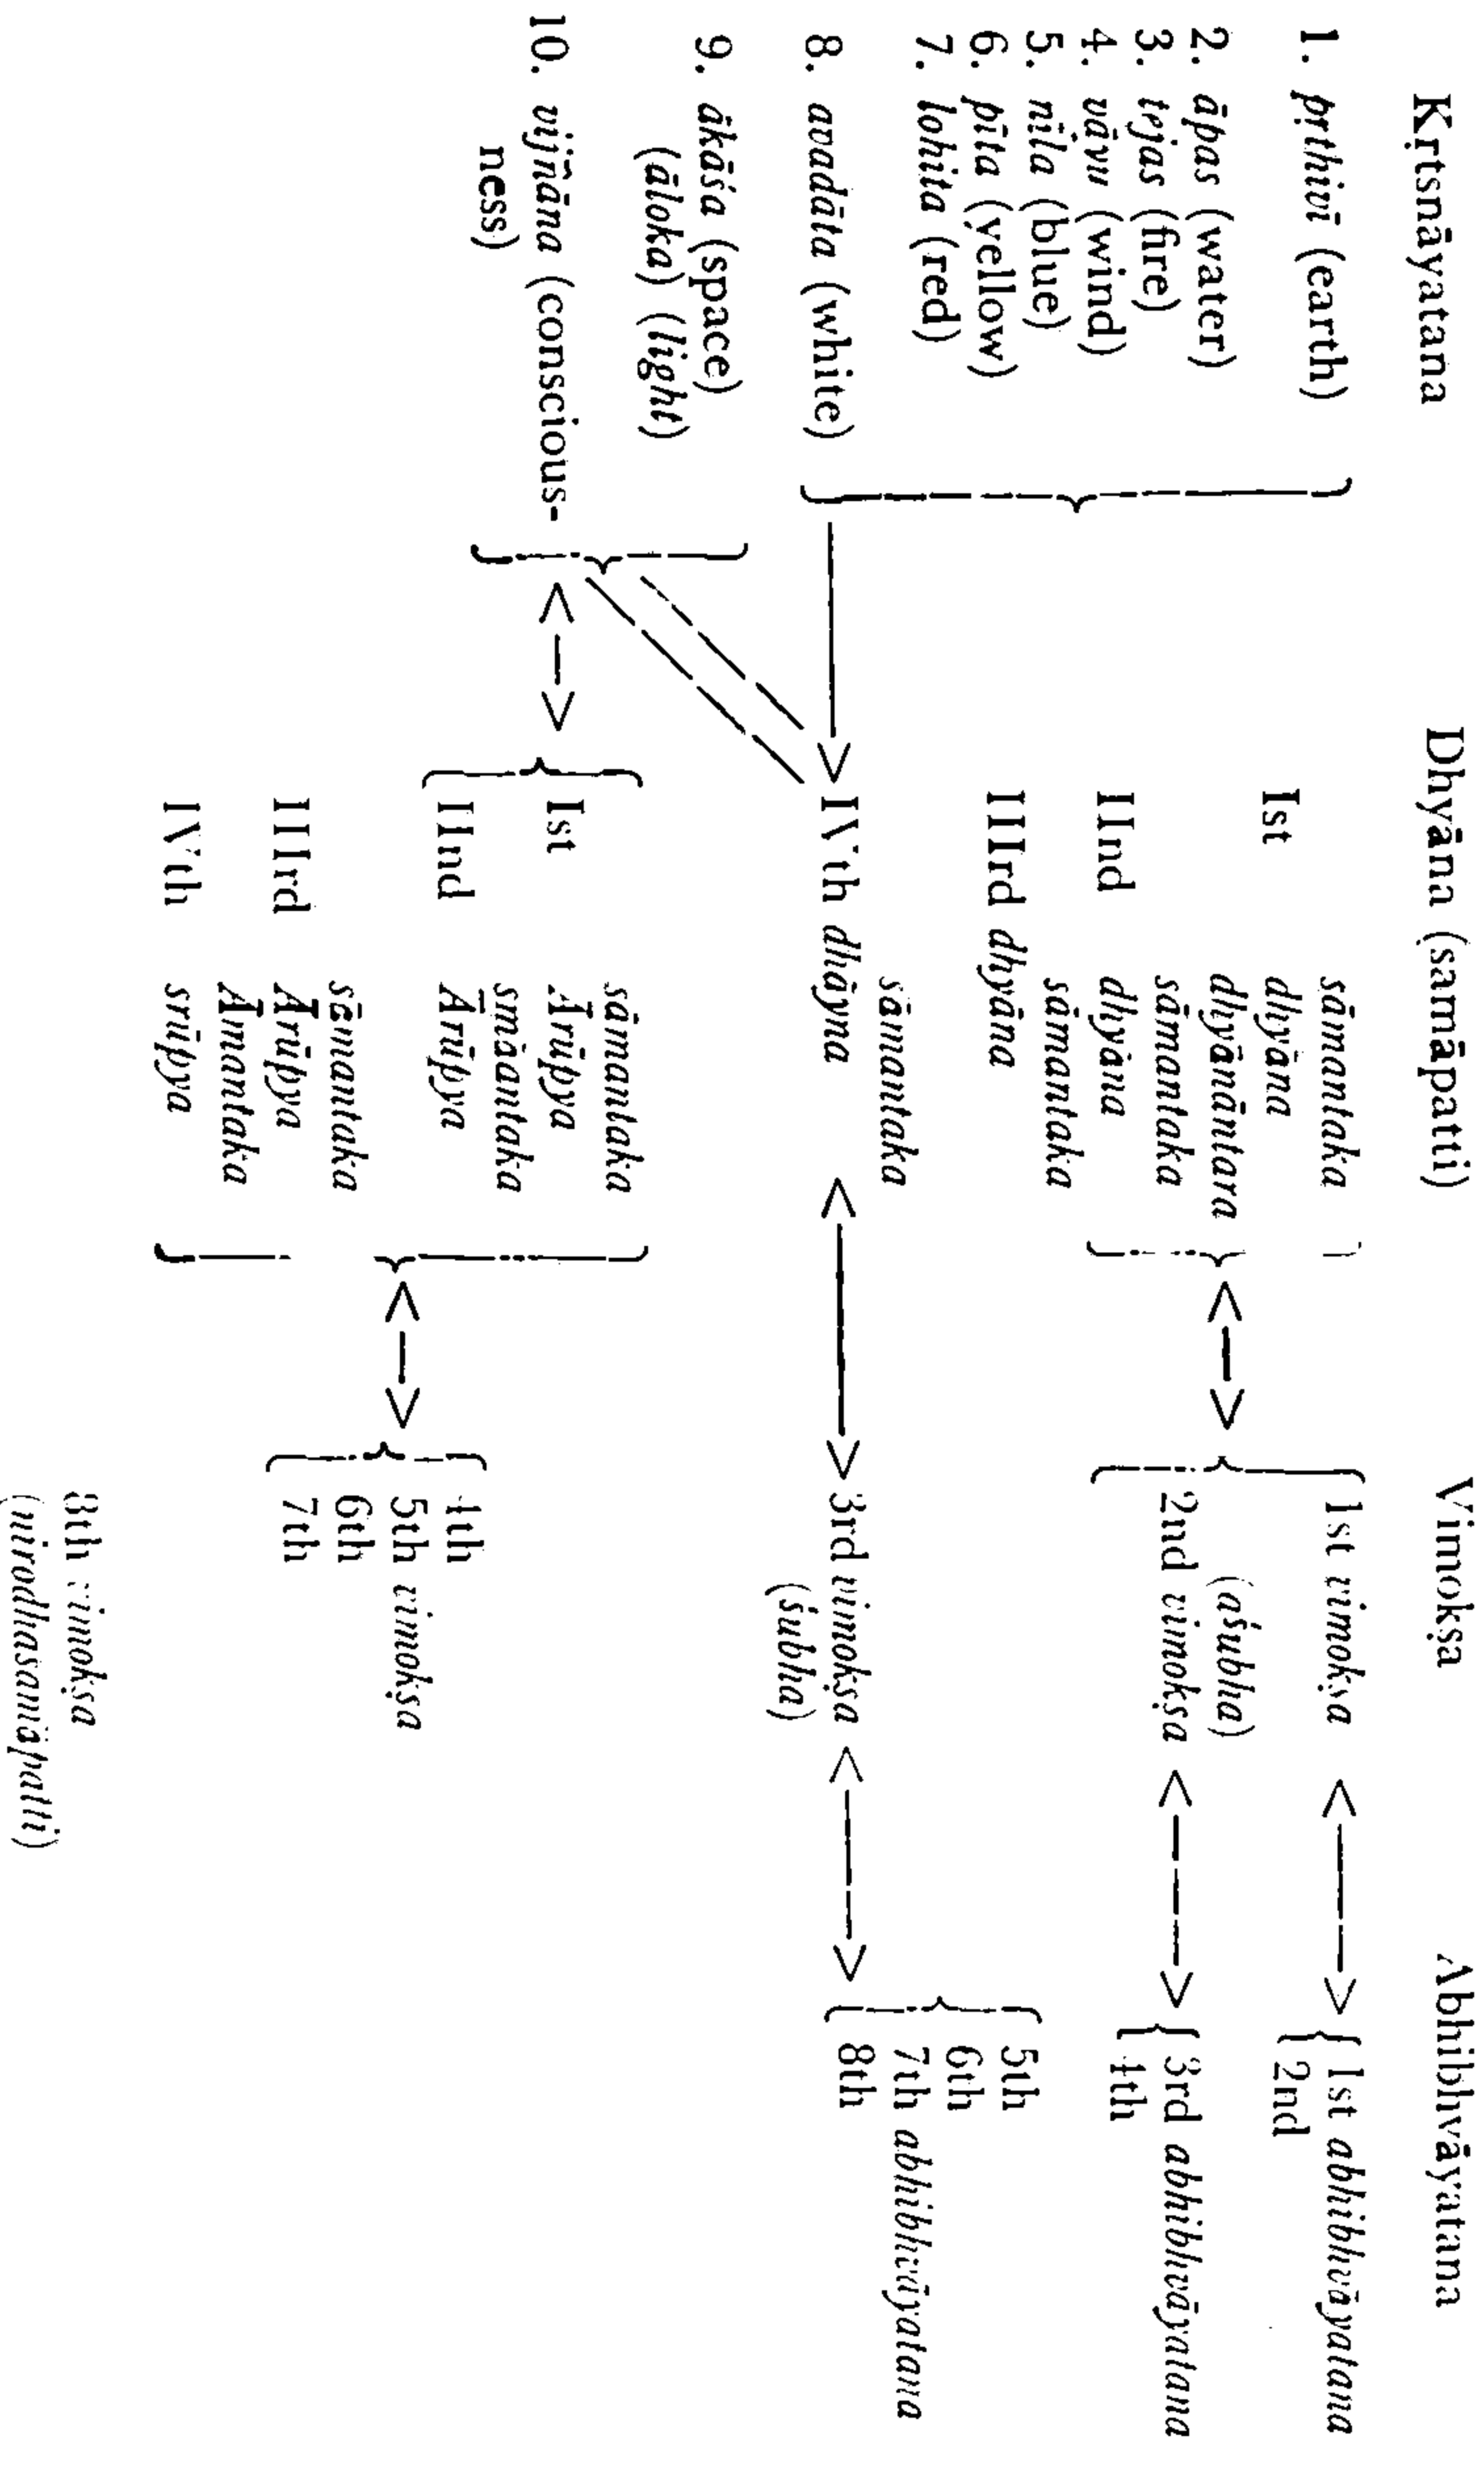 Kṛtsnāyatana Dhyāna (samāpatti) Vimokṣa Abhibhvāyatana
1. pṛthivī (earth) sāmantaka 1st vimokṣa <——> 1st abhibhvāyatana
Ist dhyāna 2nd
2. āpas (water) dhyānāntara <—> (aśubha)
3. tejas (fire) sāmantaka 2nd vimokṣa <——> 3rd abhibhvāyatana
4. vāyu (wind) IInd dhyāna 4th
5. nīla (blue) sāmantaka 5th
6. pīta (yellow) IIIrd dhyāna 6th
7. lohita (red) sāmantaka 7th abhibhvāyatana
8. avadāta (white) ——> IVth dhāyna <——> 3rd vimokṣa <——> 8th
(śubha)
9. ākāśa (space)
(āloka) (light) sāmantaka
10. vijñāna (conscious- <—> Ist Ārūpya
ness) smāantaka 4th
IInd Ārūpya <—> 5th vimokṣa
sāmantaka 6th
IIIrd Ārūpya 7th
Amantaka
IVth srūpya
8th vimokṣa
(nirodhasamāpatti)